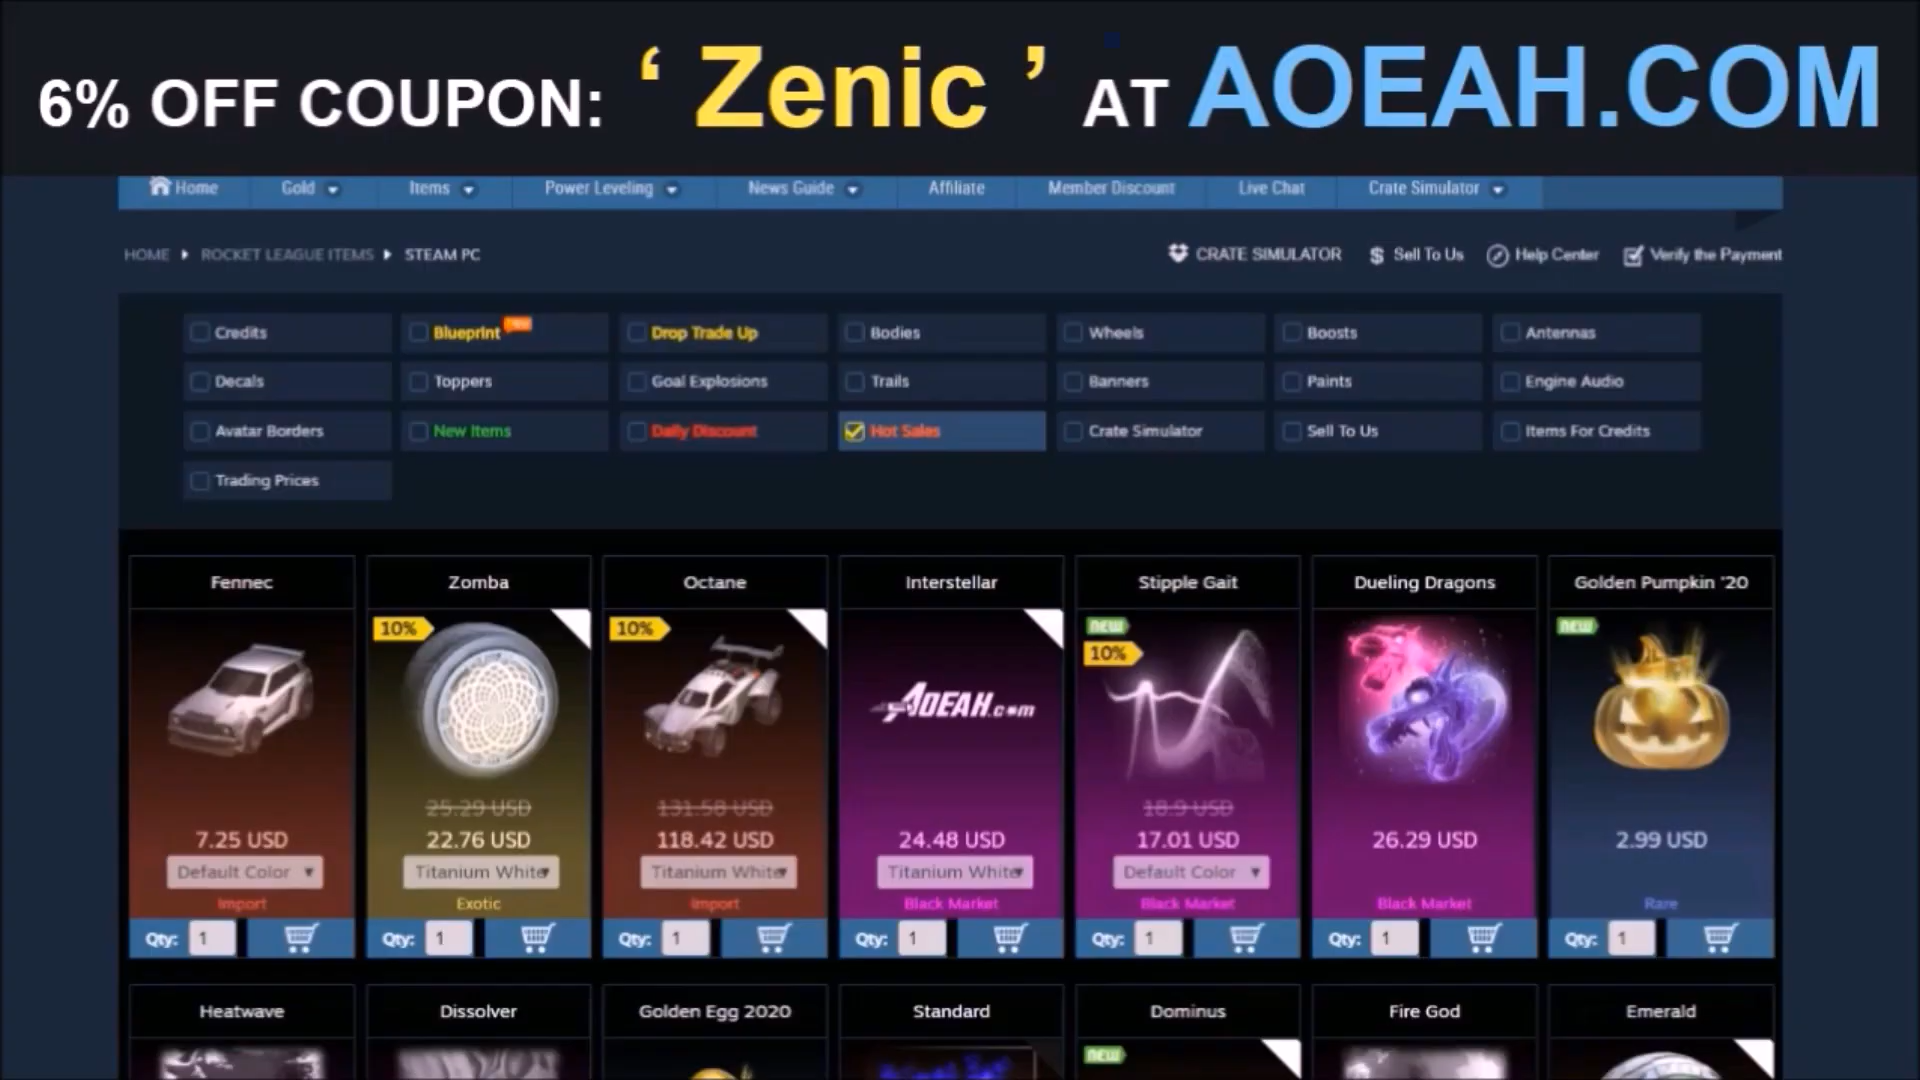 6% OFF COUPON: ‘ Zenic ’ AT AOEAH.COM
Home Gold Items Power Leveling News Guide Affiliate Member Discount Live Chat Crate Simulator
HOME ROCKET LEAGUE ITEMS STEAM PC CRATE SIMULATOR $ Sell To Us Help Center Verify the Payment
Credits Blueprint Drop Trade Up Bodies Wheels Boosts Antennas
Decals Toppers Goal Explosions Trails Banners Paints Engine Audio
Avatar Borders New Items Daily Discount Hot Sales Crate Simulator Sell To Us Items For Credits
Trading Prices
Fennec Zomba Octane Interstellar Stipple Gait Dueling Dragons Golden Pumpkin '20
10% 10% new new
10%
AOEAH.com
25.29 USD 131.58 USD 18.9 USD
7.25 USD 22.76 USD 118.42 USD 24.48 USD 17.01 USD 26.29 USD 2.99 USD
Default Color Titanium White Titanium White Titanium White Default Color
Import Exotic Import Black Market Black Market Black Market Rare
Qty: 1 Qty: 1 Qty: 1 Qty: 1 Qty: 1 Qty: 1 Qty: 1
Heatwave Dissolver Golden Egg 2020 Standard Dominus Fire God Emerald
new